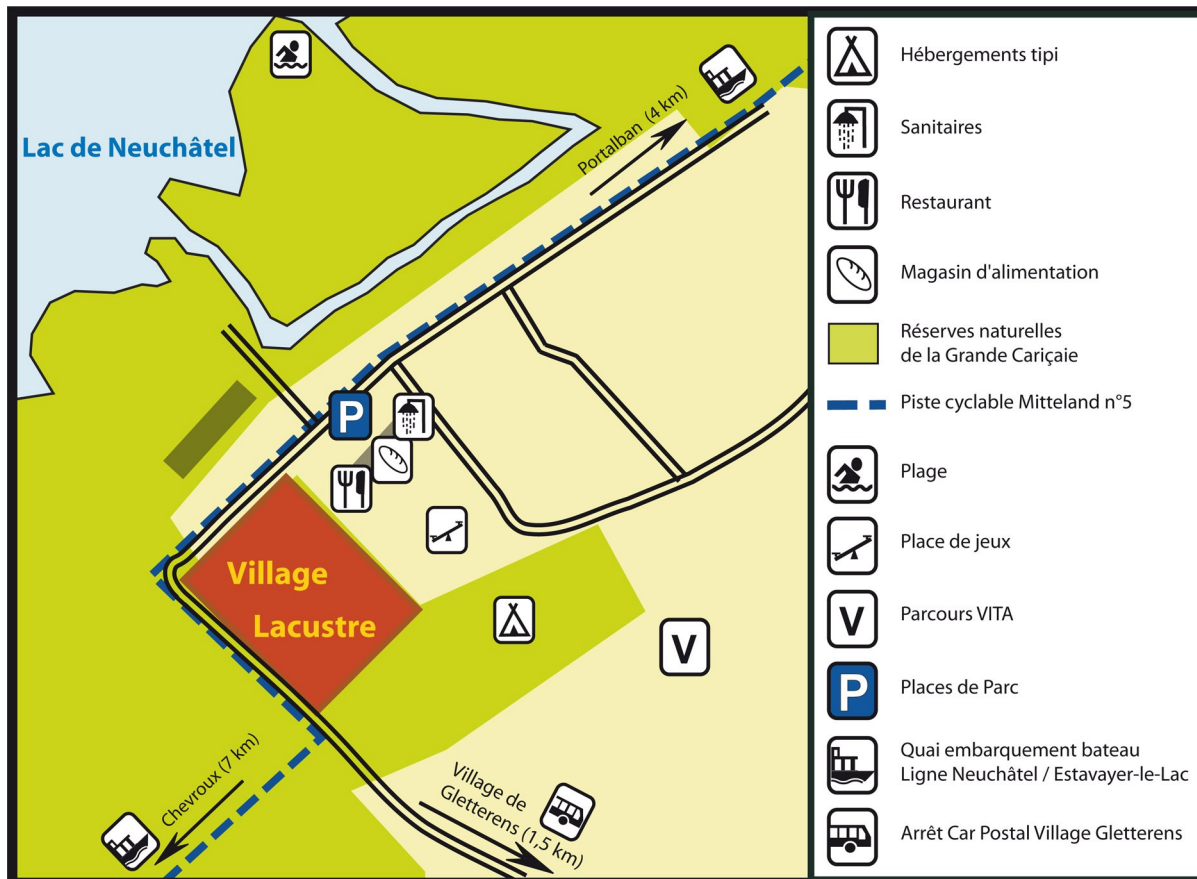 Lac de Neuchâtel
Portalban (4 km)
P
Village
Lacustre
V
Chevroux (7 km)
Village de
Gletterens (1,5 km)
Hébergements tipi
Sanitaires
Restaurant
Magasin d'alimentation
Réserves naturelles
de la Grande Cariçaie
Piste cyclable Mitteland n°5
Plage
Place de jeux
V
Parcours VITA
P
Places de Parc
Quai embarquement bateau
Ligne Neuchâtel / Estavayer-le-Lac
Arrêt Car Postal Village Gletterens